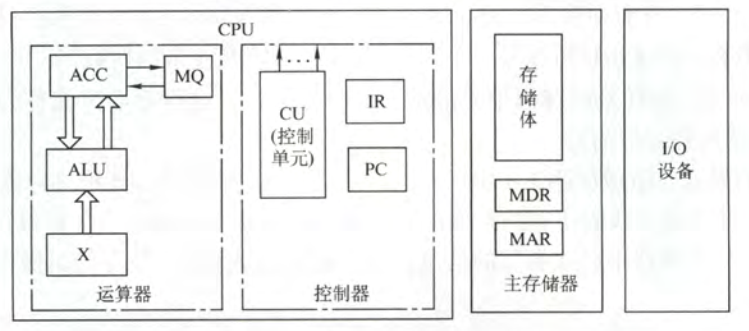 CPU
ACC
MQ
ALU
X
运算器
…
CU
(控制
单元)
IR
PC
控制器
存
储
体
MDR
MAR
主存储器
I/O
设备